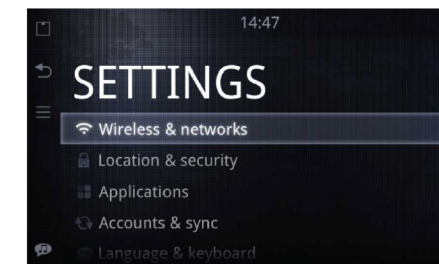 14:47
SETTINGS
Wireless & networks
Location & security
Applications
Accounts & sync
Language & keyboard